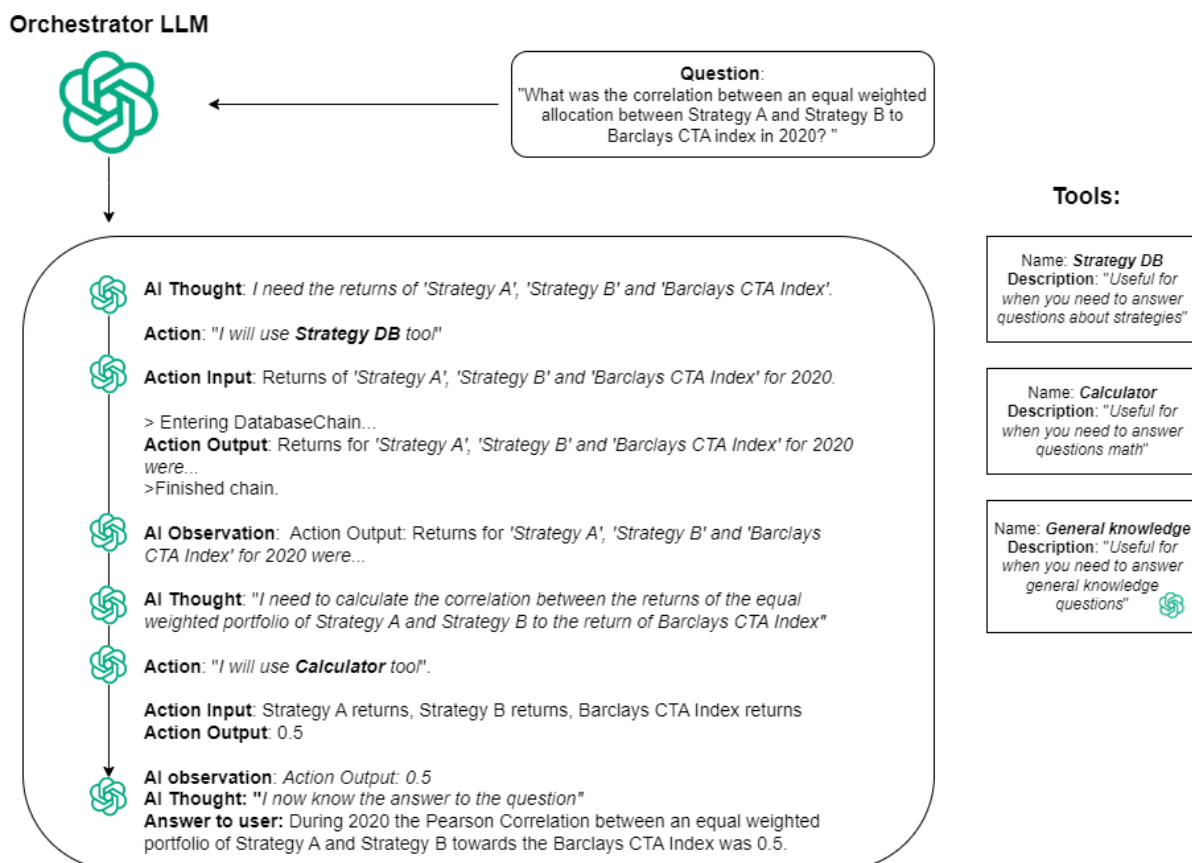 Orchestrator LLM
Question:
"What was the correlation between an equal weighted
allocation between Strategy A and Strategy B to
Barclays CTA index in 2020? "
AI Thought: I need the returns of 'Strategy A', 'Strategy B' and 'Barclays CTA Index'.
Action: "I will use Strategy DB tool"
Action Input: Returns of 'Strategy A', 'Strategy B' and 'Barclays CTA Index' for 2020.
> Entering DatabaseChain...
Action Output: Returns for 'Strategy A', 'Strategy B' and 'Barclays CTA Index' for 2020
were...
>Finished chain.
AI Observation: Action Output: Returns for 'Strategy A', 'Strategy B' and 'Barclays
CTA Index' for 2020 were...
AI Thought: "I need to calculate the correlation between the returns of the equal
weighted portfolio of Strategy A and Strategy B to the return of Barclays CTA Index"
Action: "I will use Calculator tool".
Action Input: Strategy A returns, Strategy B returns, Barclays CTA Index returns
Action Output: 0.5
AI observation: Action Output: 0.5
AI Thought: "I now know the answer to the question"
Answer to user: During 2020 the Pearson Correlation between an equal weighted
portfolio of Strategy A and Strategy B towards the Barclays CTA Index was 0.5.
Tools:
Name: Strategy DB
Description: "Useful for
when you need to answer
questions about strategies"
Name: Calculator
Description: "Useful for
when you need to answer
questions math"
Name: General knowledge
Description: "Useful for
when you need to answer
general knowledge
questions"